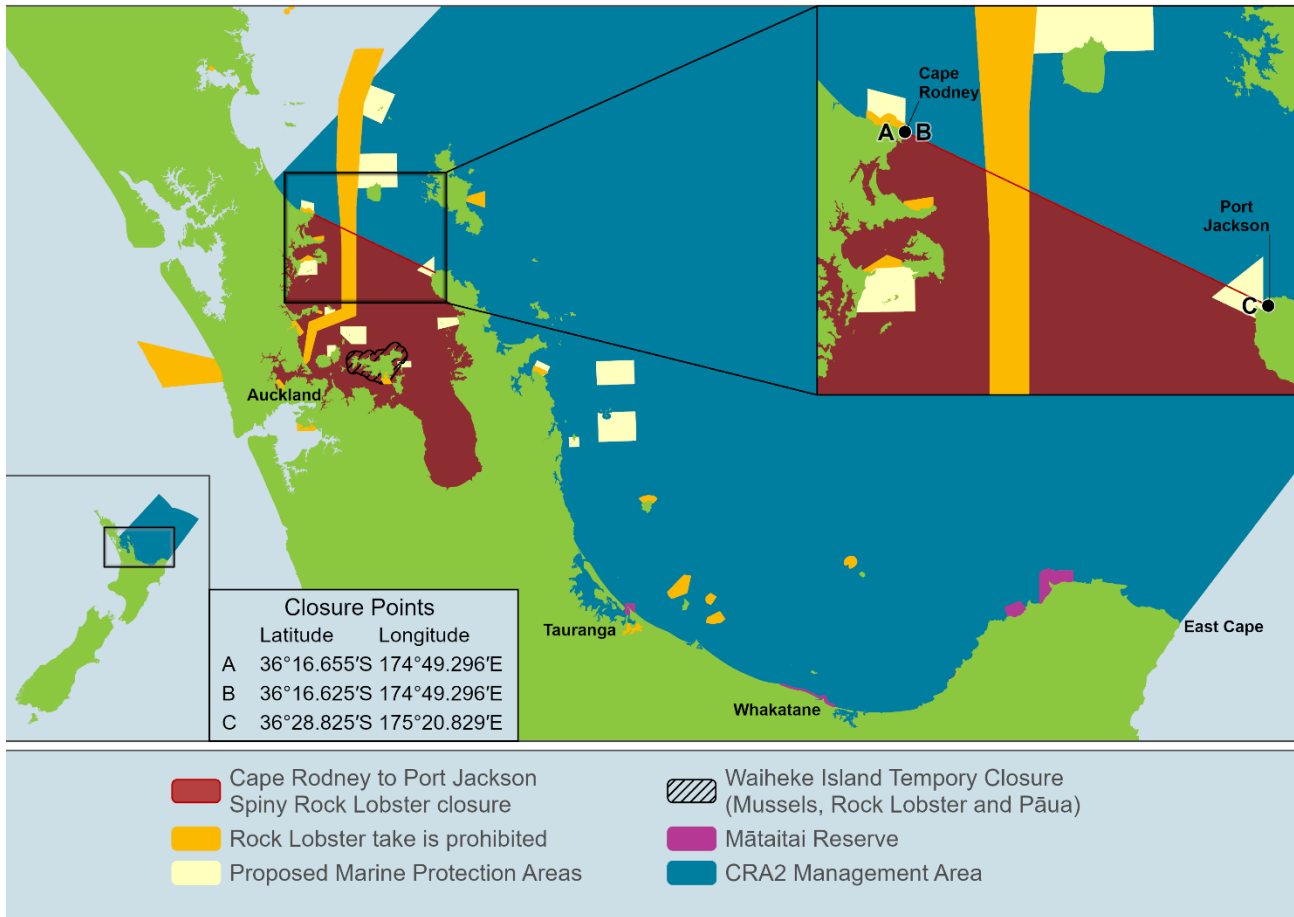 Cape
Rodney
A B
Port
Jackson
C
Auckland
Tauranga
Whakatane
East Cape
Closure Points
Latitude Longitude
A 36°16.655′S 174°49.296′E
B 36°16.625′S 174°49.296′E
C 36°28.825′S 175°20.829′E
Cape Rodney to Port Jackson
Spiny Rock Lobster closure
Rock Lobster take is prohibited
Proposed Marine Protection Areas
Waiheke Island Tempory Closure
(Mussels, Rock Lobster and Pāua)
Mātaitai Reserve
CRA2 Management Area